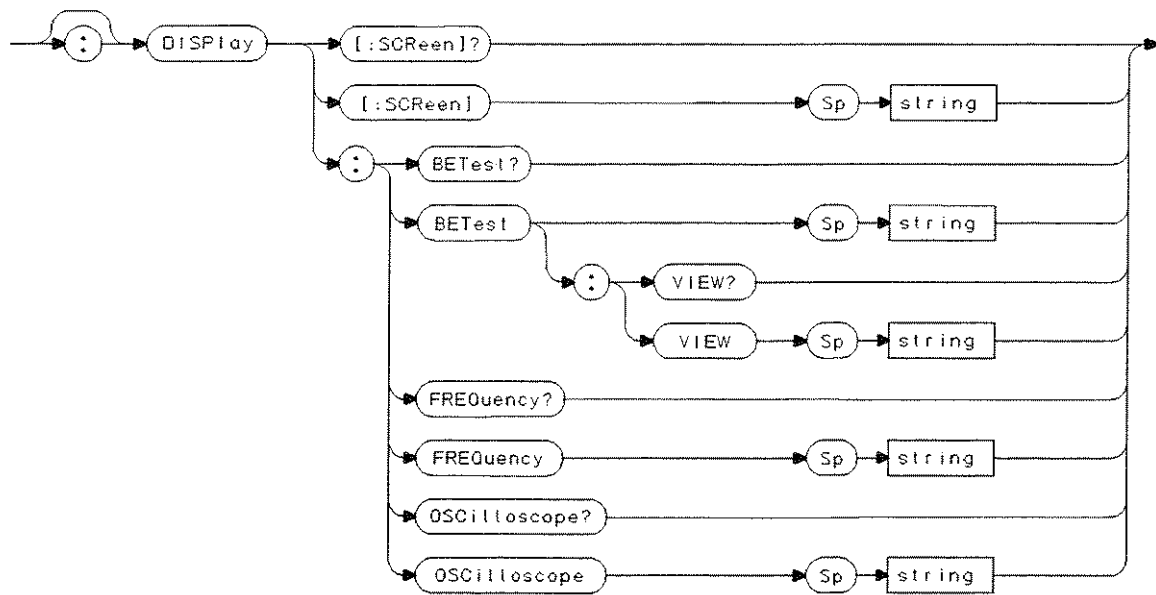 : DISPlay [:SCReen]?
[:SCReen] Sp string
: BETest?
BETest Sp string
: VIEW?
VIEW Sp string
FREQuency?
FREQuency Sp string
OSCilloscope?
OSCilloscope Sp string